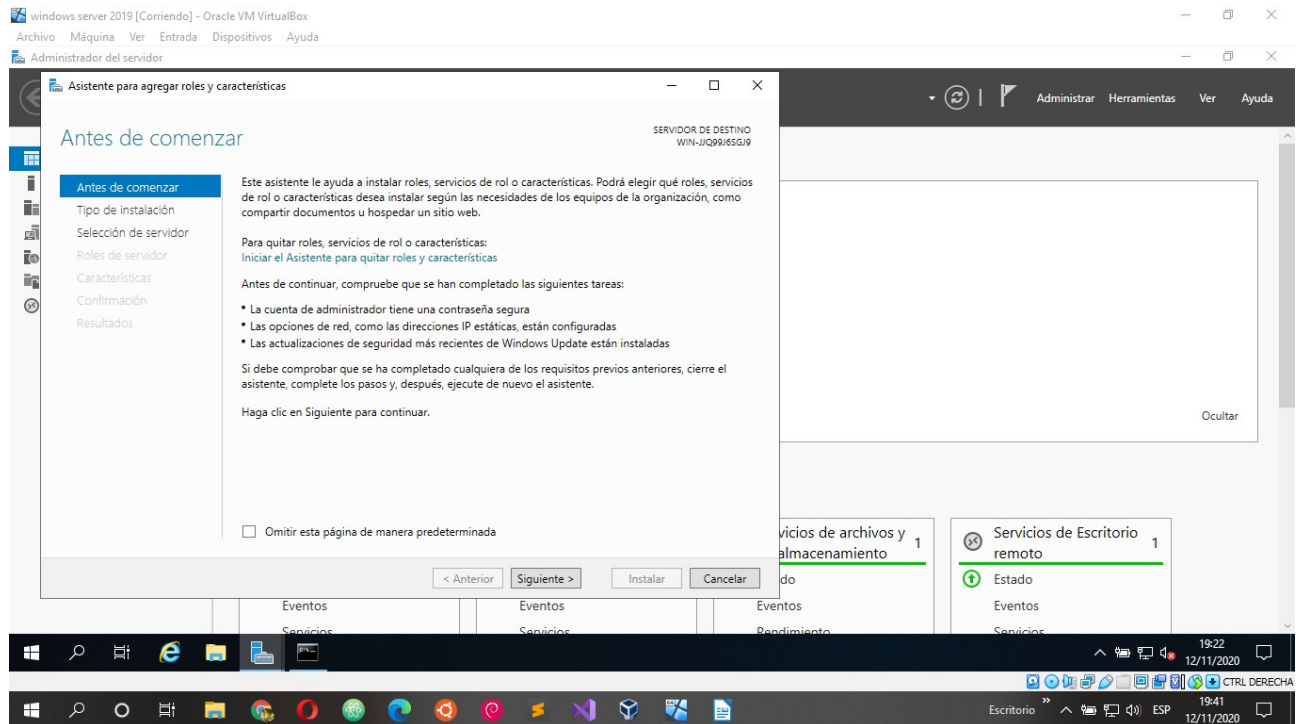 windows server 2019 [Corriendo] - Oracle VM VirtualBox
Archivo Máquina Ver Entrada Dispositivos Ayuda
Administrador del servidor
Asistente para agregar roles y características
Administrar Herramientas Ver Ayuda
Antes de comenzar
SERVIDOR DE DESTINO
WIN-JJQ99J6SGJ9
Antes de comenzar
Tipo de instalación
Selección de servidor
Roles de servidor
Características
Confirmación
Resultados
Este asistente le ayuda a instalar roles, servicios de rol o características. Podrá elegir qué roles, servicios
de rol o características desea instalar según las necesidades de los equipos de la organización, como
compartir documentos u hospedar un sitio web.
Para quitar roles, servicios de rol o características:
Iniciar el Asistente para quitar roles y características
Antes de continuar, compruebe que se han completado las siguientes tareas:
• La cuenta de administrador tiene una contraseña segura
• Las opciones de red, como las direcciones IP estáticas, están configuradas
• Las actualizaciones de seguridad más recientes de Windows Update están instaladas
Si debe comprobar que se ha completado cualquiera de los requisitos previos anteriores, cierre el
asistente, complete los pasos y, después, ejecute de nuevo el asistente.
Haga clic en Siguiente para continuar.
Ocultar
Omitir esta página de manera predeterminada
< Anterior Siguiente > Instalar Cancelar
vicios de archivos y 1
almacenamiento
do
Eventos
Rendimiento
Servicios de Escritorio 1
remoto
Estado
Eventos
Servicios
Eventos
Servicios
Eventos
Servicios
19:22
12/11/2020
CTRL DERECHA
Escritorio » ESP
19:41
12/11/2020